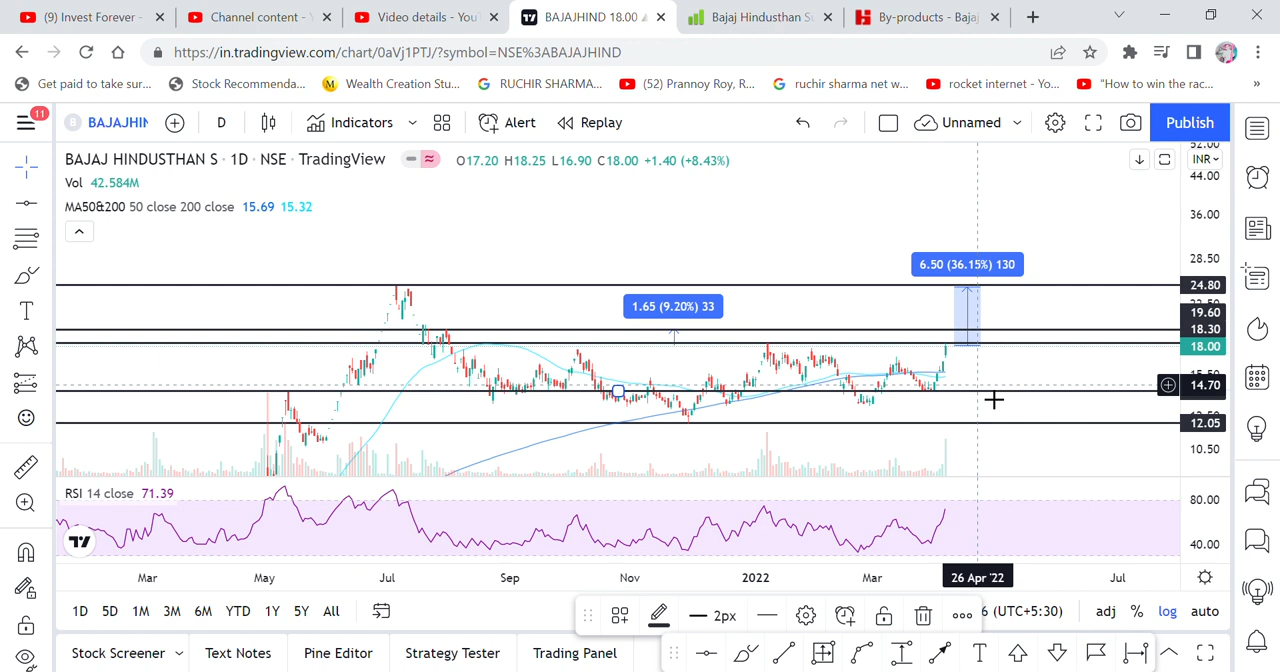 (9) Invest Forever -
Channel content -
Video details - You
BAJAJHIND 18.00
Bajaj Hindusthan S
By-products - Bajaj
https://in.tradingview.com/chart/0aVj1PTJ/?symbol=NSE%3ABAJAJHIND
Get paid to take sur...
Stock Recommenda...
Wealth Creation Stu...
RUCHIR SHARMA...
(52) Prannoy Roy, R...
ruchir sharma net w...
rocket internet - Yo...
"How to win the rac...
»
11
B BAJAJHIN
D
Indicators
Alert
Replay
Unnamed
Publish
BAJAJ HINDUSTHAN S · 1D · NSE · TradingView
O17.20 H18.25 L16.90 C18.00 +1.40 (+8.43%)
Vol 42.584M
MA50&200 50 close 200 close 15.69 15.32
52.00
INR
44.00
36.00
28.50
24.80
19.60
18.30
18.00
14.70
12.05
10.50
6.50 (36.15%) 130
1.65 (9.20%) 33
RSI 14 close 71.39
80.00
40.00
Mar
May
Jul
Sep
Nov
2022
Mar
26 Apr '22
Jul
1D 5D 1M 3M 6M YTD 1Y 5Y All
2px
6 (UTC+5:30)
adj % log auto
Stock Screener
Text Notes
Pine Editor
Strategy Tester
Trading Panel